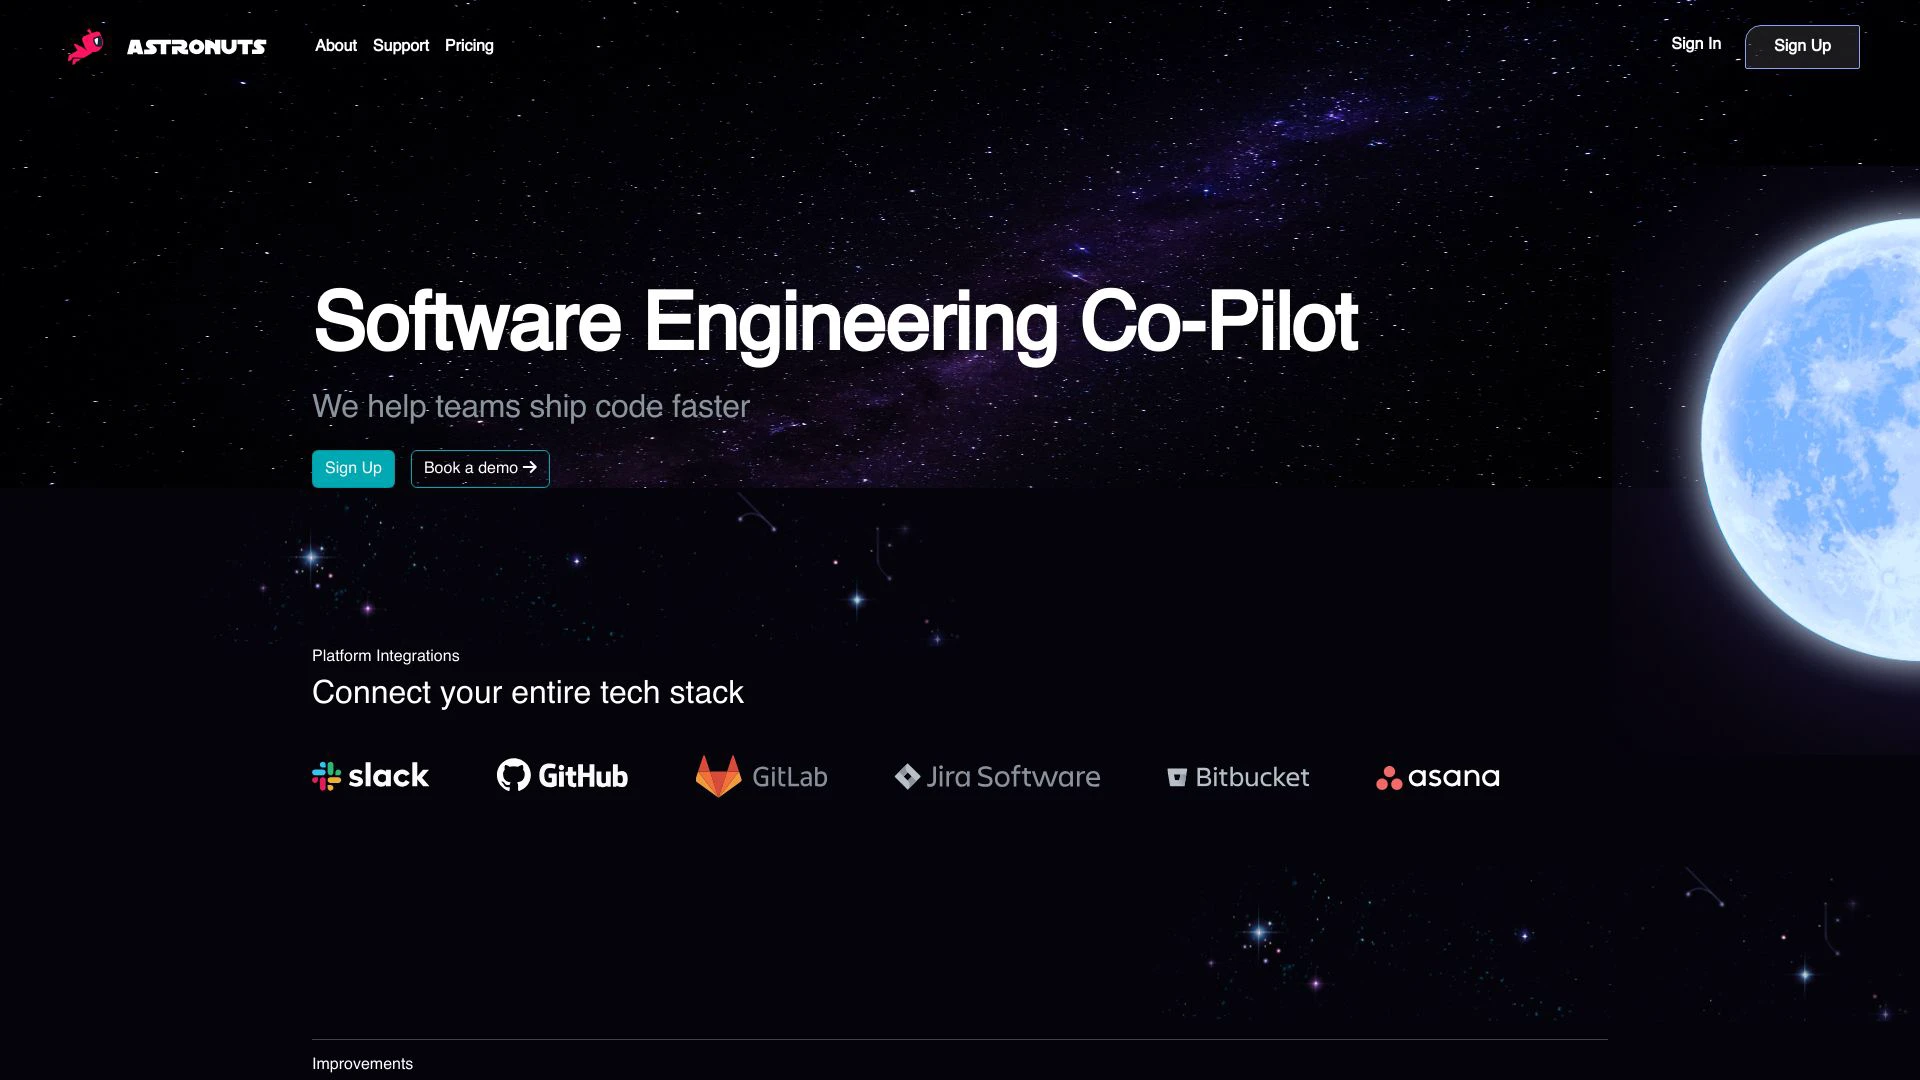 ASTRONUTS
About Support Pricing
Sign In
Sign Up
Software Engineering Co-Pilot
We help teams ship code faster
Sign Up
Book a demo →
Platform Integrations
Connect your entire tech stack
slack
GitHub
GitLab
Jira Software
Bitbucket
asana
Improvements